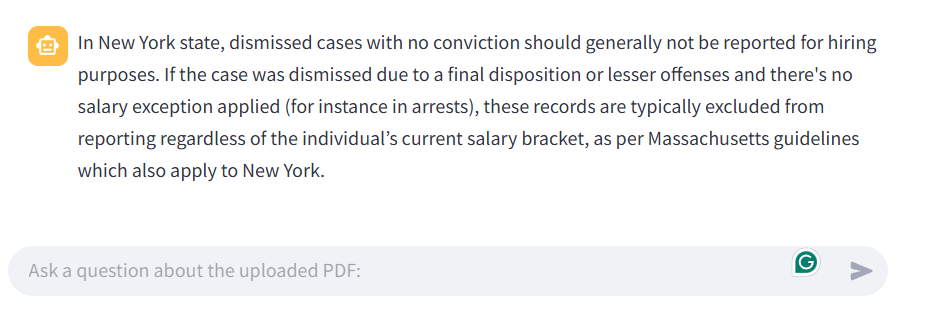 In New York state, dismissed cases with no conviction should generally not be reported for hiring
purposes. If the case was dismissed due to a final disposition or lesser offenses and there's no
salary exception applied (for instance in arrests), these records are typically excluded from
reporting regardless of the individual’s current salary bracket, as per Massachusetts guidelines
which also apply to New York.
Ask a question about the uploaded PDF: